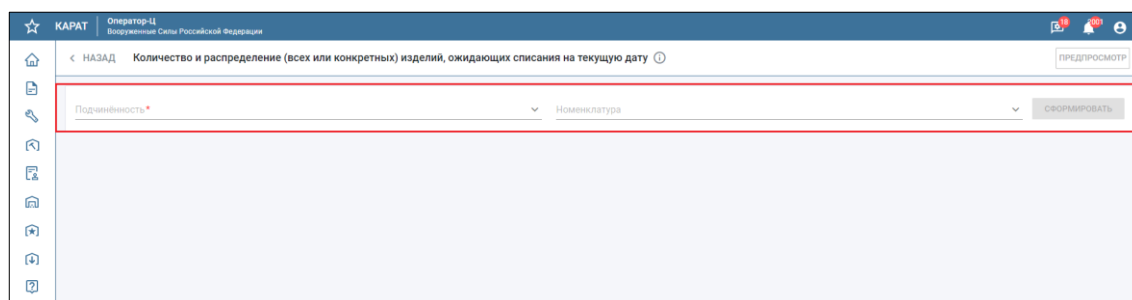 КАРАТ
Оператор-Ц
Вооруженные Силы Российской Федерации
18
2001
< НАЗАД Количество и распределение (всех или конкретных) изделий, ожидающих списания на текущую дату
ПРЕДПРОСМОТР
Подчинённость* Номенклатура СФОРМИРОВАТЬ